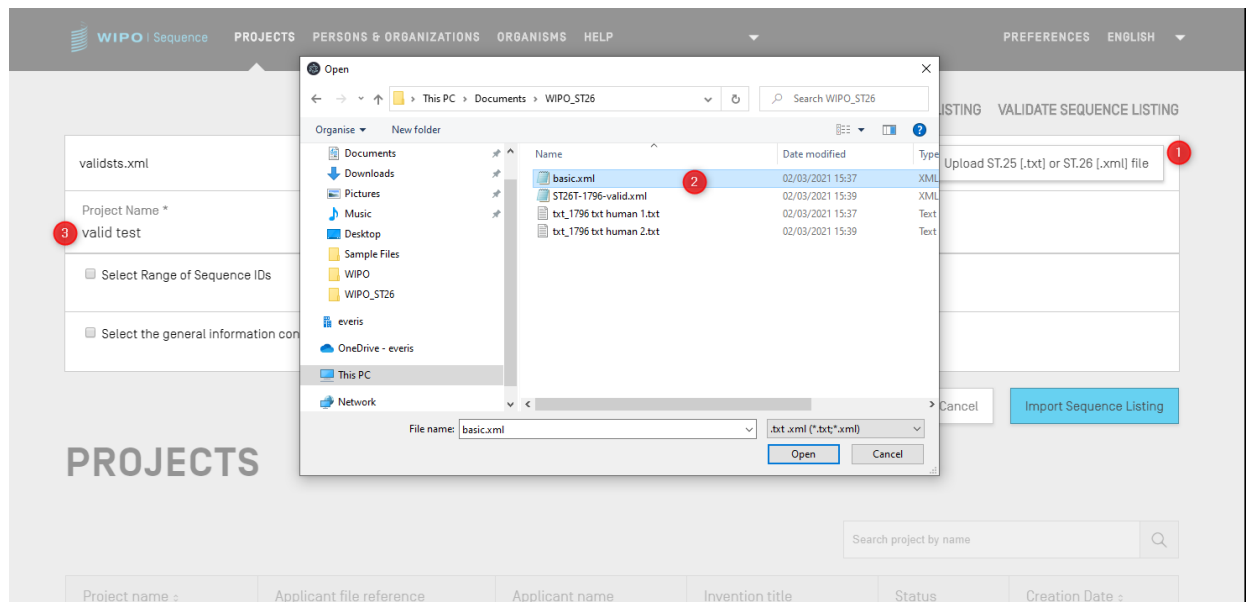 WIPO | Sequence PROJECTS PERSONS & ORGANIZATIONS ORGANISMS HELP PREFERENCES ENGLISH
Open
This PC > Documents > WIPO_ST26 Search WIPO_ST26
ISTING VALIDATE SEQUENCE LISTING
Organise New folder
validsts.xml
Upload ST.25 [.txt] or ST.26 [.xml] file 1
Project Name *
3 valid test
Select Range of Sequence IDs
Select the general information con
Documents
Downloads
Pictures
Music
Desktop
Sample Files
WIPO
WIPO_ST26
everis
OneDrive - everis
This PC
Network
Name Date modified Type
basic.xml 2 02/03/2021 15:37 XML
ST26T-1796-valid.xml 02/03/2021 15:39 XML
txt_1796 txt human 1.txt 02/03/2021 15:37 Text
txt_1796 txt human 2.txt 02/03/2021 15:39 Text
File name: basic.xml .txt .xml (*.txt;*.xml)
Open Cancel
Cancel Import Sequence Listing
PROJECTS
Search project by name
Project name Applicant file reference Applicant name Invention title Status Creation Date